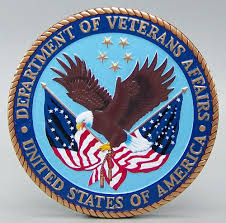 DEPARTMENT OF VETERANS AFFAIRS
UNITED STATES OF AMERICA